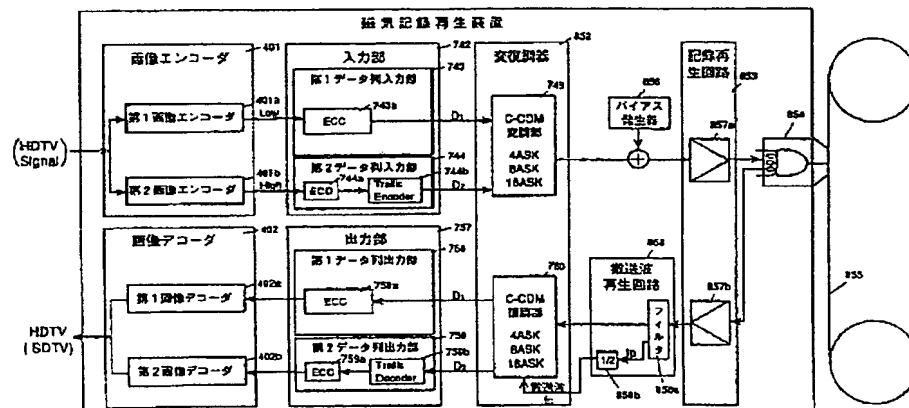 磁気記録再生装置
画像エンコーダ
401
第1画像エンコーダ
401a
Low
第2画像エンコーダ
401b
High
(HDTV
Signal)
入力部
742
743
第1データ列入力部
743a
ECC
D1
第2データ列入力部
744
744a
744b
ECC
Trellis
Encoder
D2
変復調器
852
749
C-CDM
変調部
4ASK
8ASK
16ASK
856
バイアス
発生器
記録再
生回路
853
857a
854
855
画像デコーダ
402
第1画像デコーダ
402a
第2画像デコーダ
402b
HDTV
(SDTV)
出力部
757
758
第1データ列出力部
758a
ECC
D1
第2データ列出力部
759
759a
759b
ECC
Trellis
Decoder
D2
760
C-CDM
復調部
4ASK
8ASK
16ASK
搬送波
858
搬送波
再生回路
フィルタ
858a
1/2
858b
857b